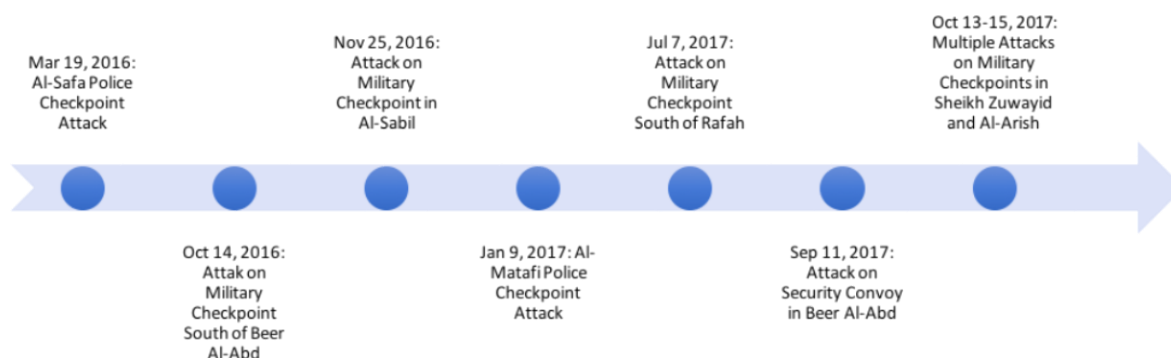 Mar 19, 2016:
Al-Safa Police
Checkpoint
Attack
Oct 14, 2016:
Attak on
Military
Checkpoint
South of Beer
Al-Abd
Nov 25, 2016:
Attack on
Military
Checkpoint in
Al-Sabil
Jan 9, 2017: Al-
Matafi Police
Checkpoint
Attack
Jul 7, 2017:
Attack on
Military
Checkpoint
South of Rafah
Sep 11, 2017:
Attack on
Security Convoy
in Beer Al-Abd
Oct 13-15, 2017:
Multiple Attacks
on Military
Checkpoints in
Sheikh Zuwayid
and Al-Arish